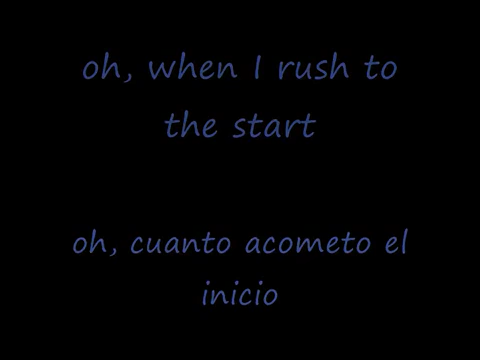 oh, when I rush to
the start
oh, cuanto acometo el
inicio